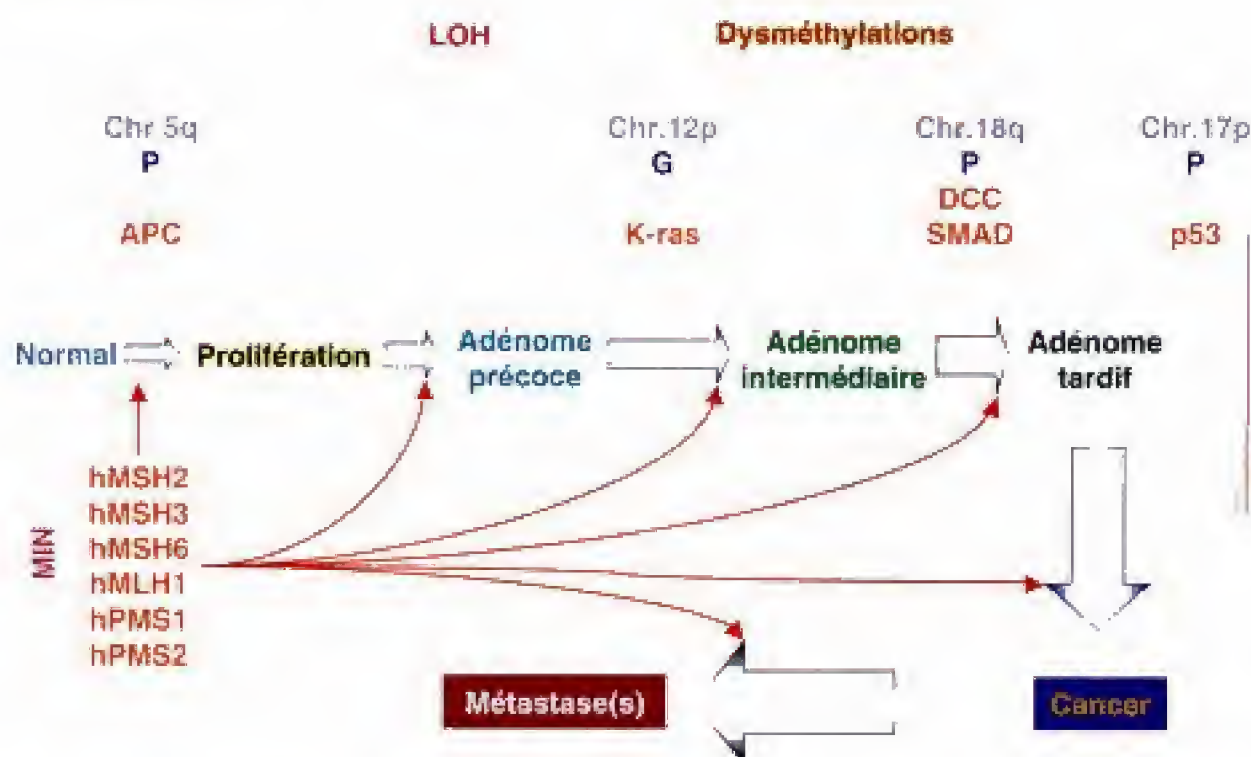 LOH
Dysméthylations
Chr 5q
P
APC
Chr.12p
G
K-ras
Chr.18q
P
DCC
SMAD
Chr.17p
P
p53
Normal
Prolifération
Adénome
précoce
Adénome
intermédiaire
Adénome
tardif
MIN
hMSH2
hMSH3
hMSH6
hMLH1
hPMS1
hPMS2
Métastase(s)
Cancer